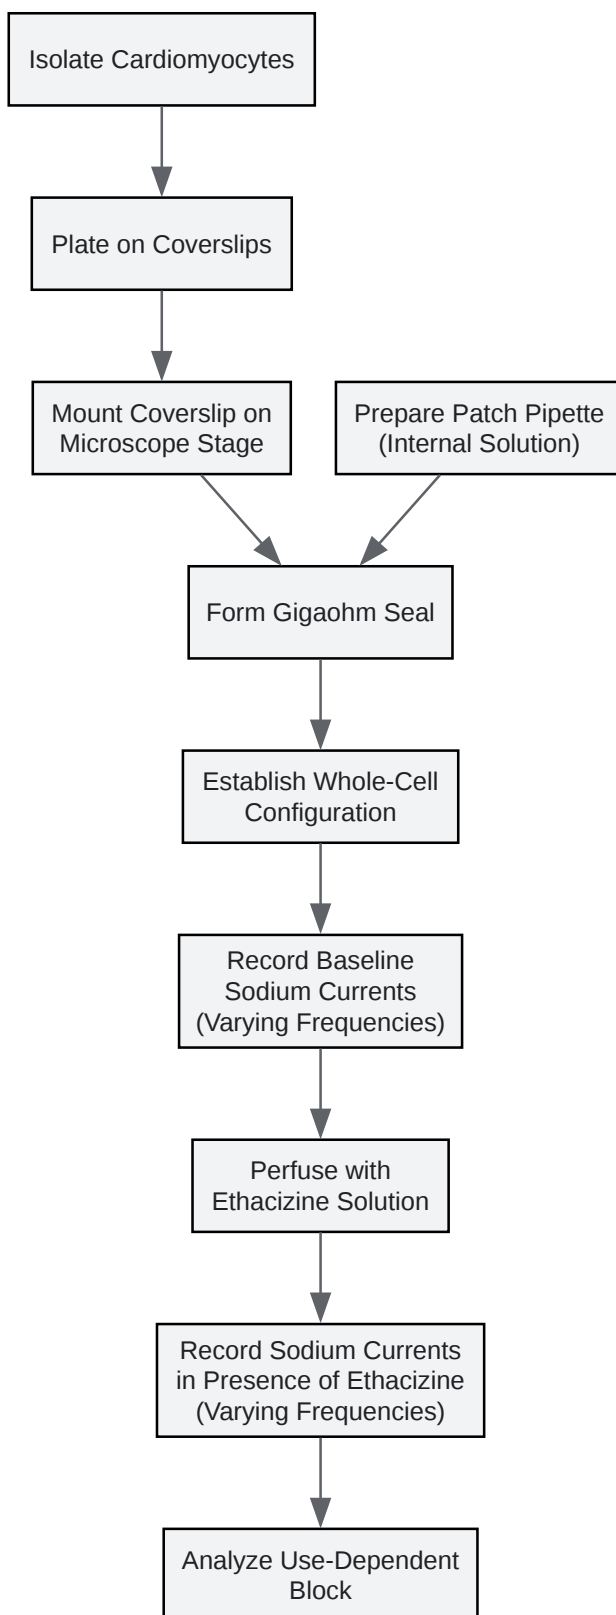 Isolate Cardiomyocytes
Plate on Coverslips
Mount Coverslip on
Microscope Stage
Prepare Patch Pipette
(Internal Solution)
Form Gigaohm Seal
Establish Whole-Cell
Configuration
Record Baseline
Sodium Currents
(Varying Frequencies)
Perfuse with
Ethacizine Solution
Record Sodium Currents
in Presence of Ethacizine
(Varying Frequencies)
Analyze Use-Dependent
Block